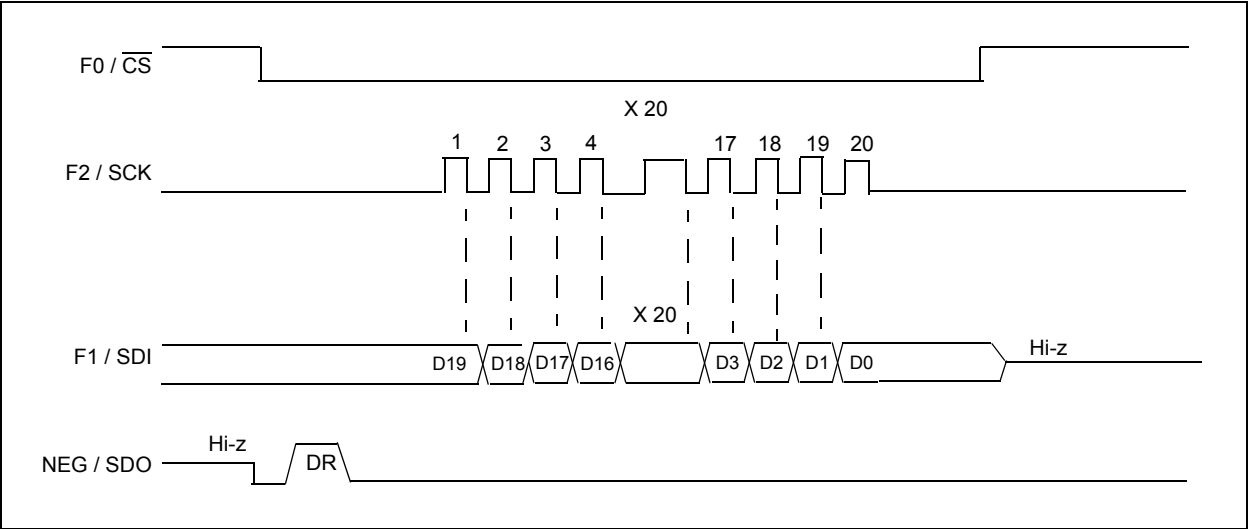 F0 / CS
X 20
1 2 3 4 17 18 19 20
F2 / SCK
X 20
F1 / SDI D19 D18 D17 D16 D3 D2 D1 D0 Hi-z
Hi-z
NEG / SDO DR